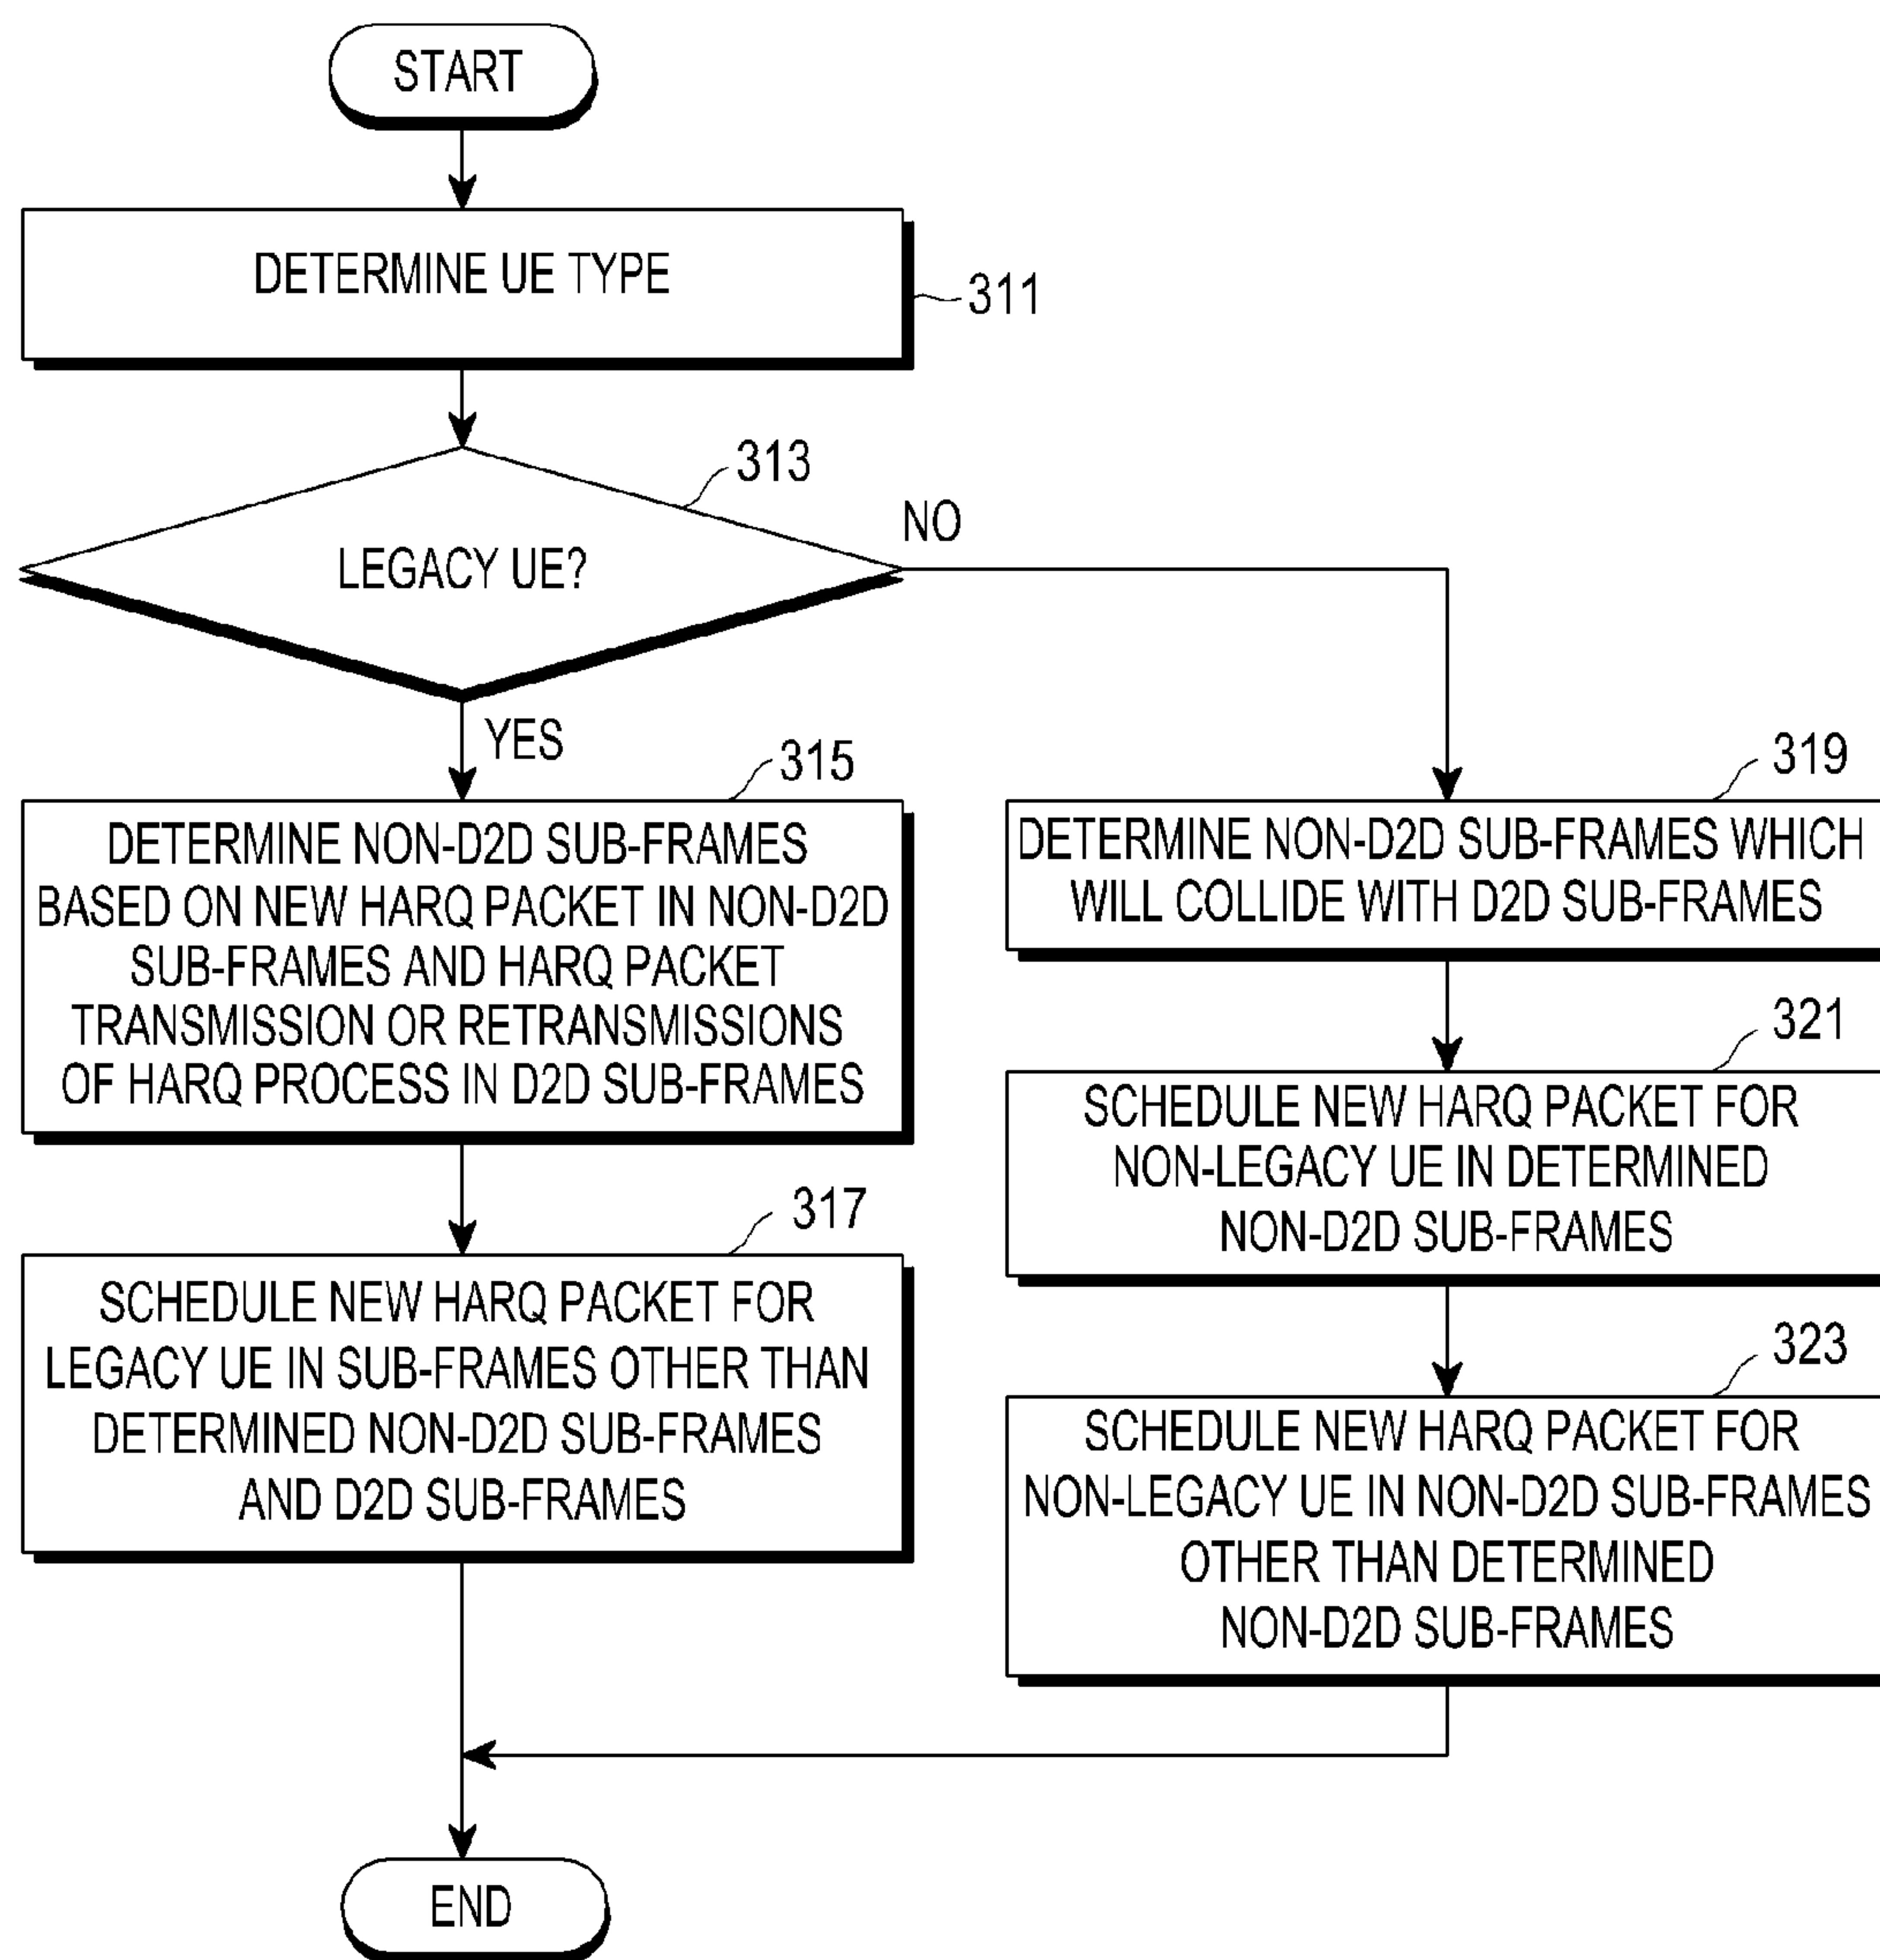 START
DETERMINE UE TYPE
311
313
LEGACY UE?
NO
YES
315
DETERMINE NON-D2D SUB-FRAMES
BASED ON NEW HARQ PACKET IN NON-D2D
SUB-FRAMES AND HARQ PACKET
TRANSMISSION OR RETRANSMISSIONS
OF HARQ PROCESS IN D2D SUB-FRAMES
317
SCHEDULE NEW HARQ PACKET FOR
LEGACY UE IN SUB-FRAMES OTHER THAN
DETERMINED NON-D2D SUB-FRAMES
AND D2D SUB-FRAMES
319
DETERMINE NON-D2D SUB-FRAMES WHICH
WILL COLLIDE WITH D2D SUB-FRAMES
321
SCHEDULE NEW HARQ PACKET FOR
NON-LEGACY UE IN DETERMINED
NON-D2D SUB-FRAMES
323
SCHEDULE NEW HARQ PACKET FOR
NON-LEGACY UE IN NON-D2D SUB-FRAMES
OTHER THAN DETERMINED
NON-D2D SUB-FRAMES
END